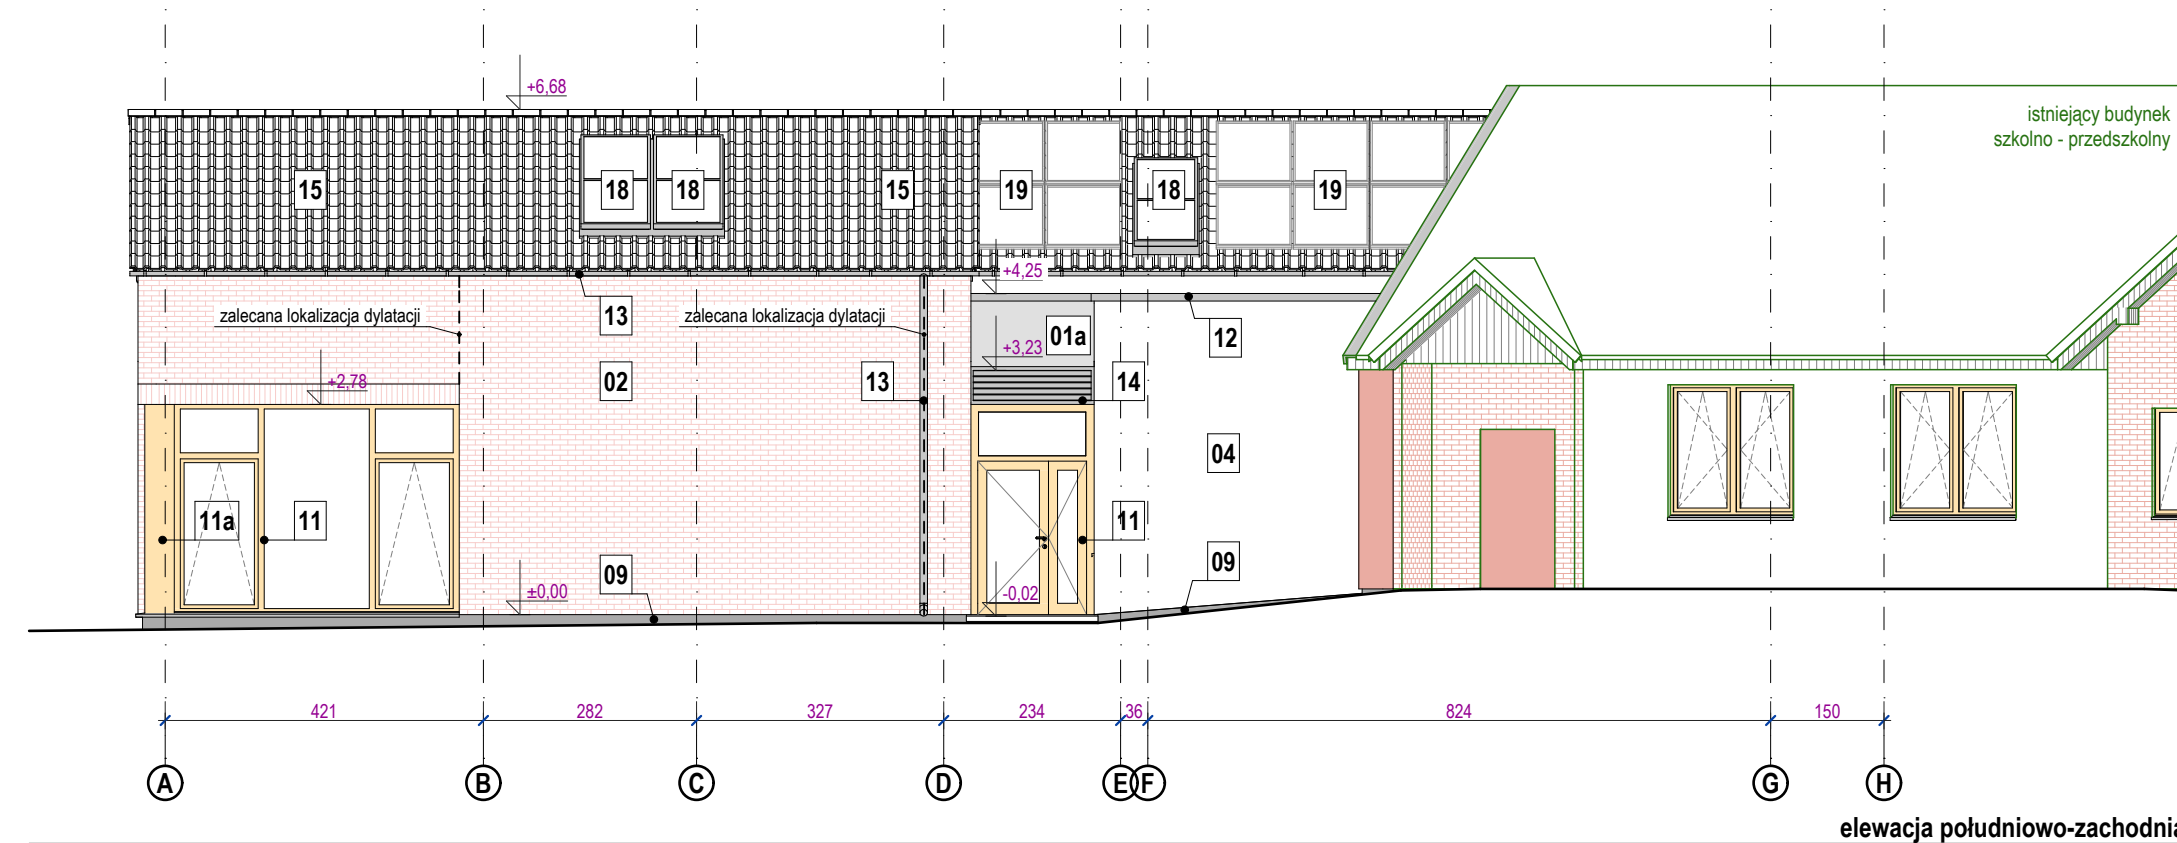 +6,68
istniejący budynek
szkolno - przedszkolny
15
18
18
15
19
18
19
+4,25
zalecana lokalizacja dylatacji
13
zalecana lokalizacja dylatacji
01a
12
+3,23
+2,78
02
13
14
04
11a
11
11
09
09
±0,00
-0,02
421
282
327
234
36
824
150
A
B
C
D
E
F
G
H
elewacja południowo-zachodnia